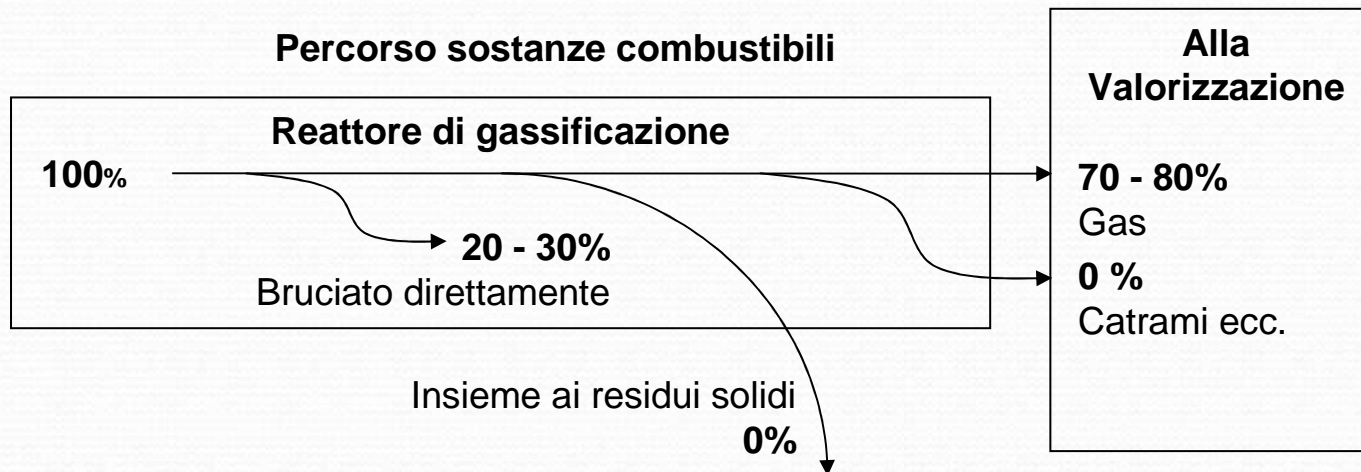 Percorso sostanze combustibili
Alla
Valorizzazione
Reattore di gassificazione
100%
70 - 80%
Gas
20 - 30%
Bruciato direttamente
0 %
Catrami ecc.
Insieme ai residui solidi
0%